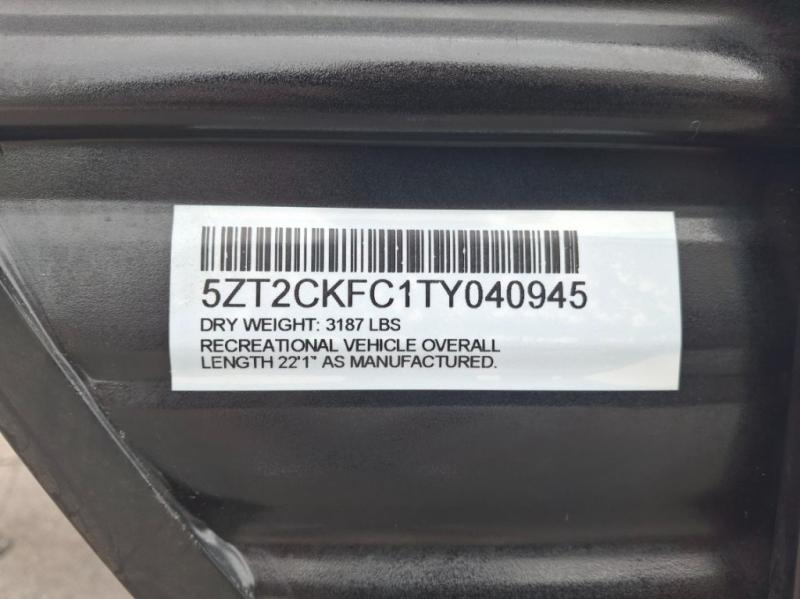 5ZT2CKFC1TY040945
DRY WEIGHT: 3187 LBS
RECREATIONAL VEHICLE OVERALL
LENGTH 22'1" AS MANUFACTURED.